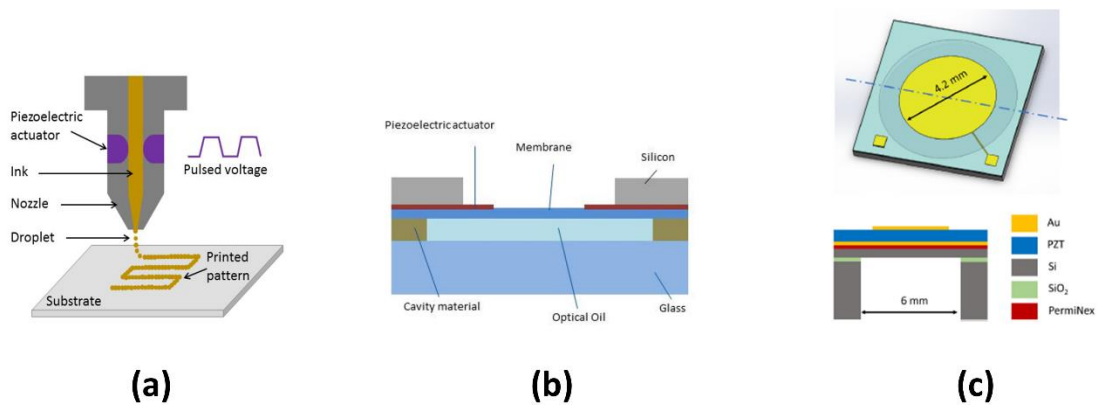 Piezoelectric
actuator
Ink
Nozzle
Droplet
Substrate
Pulsed voltage
Printed
pattern
(a)
Piezoelectric actuator
Membrane
Silicon
Cavity material
Optical Oil
Glass
(b)
4.2 mm
6 mm
Au
PZT
Si
SiO₂
PermiNex
(c)